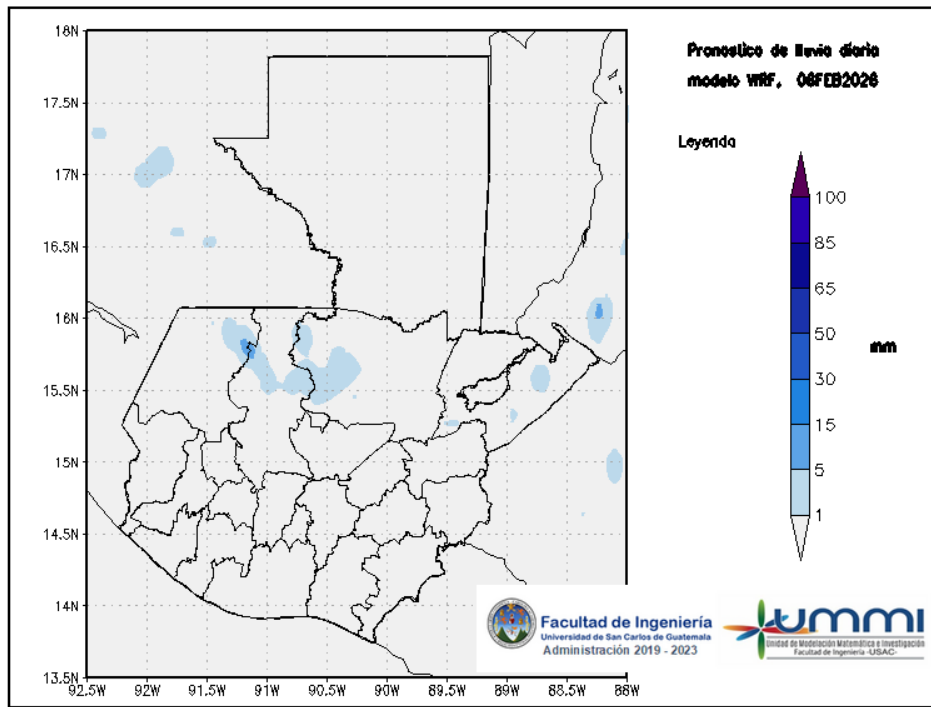 Pronostico de lluvia diaria
modelo WRF, 06FEB2026
Leyenda
100
85
65
50
30
15
5
1
mm
18N
17.5N
17N
16.5N
16N
15.5N
15N
14.5N
14N
13.5N
92.5W
92W
91.5W
91W
90.5W
90W
89.5W
89W
88.5W
88W
Facultad de Ingeniería
Universidad de San Carlos de Guatemala
Administración 2019 - 2023
UMMI
Unidad de Modelación Matemática e Investigación
Facultad de Ingeniería -USAC-